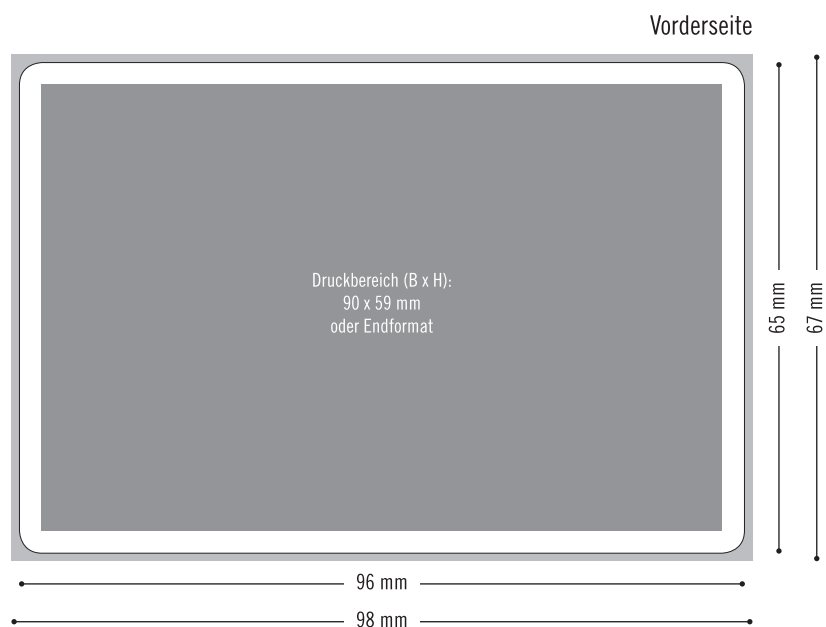 Vorderseite
Druckbereich (B x H):
90 x 59 mm
oder Endformat
65 mm
67 mm
96 mm
98 mm